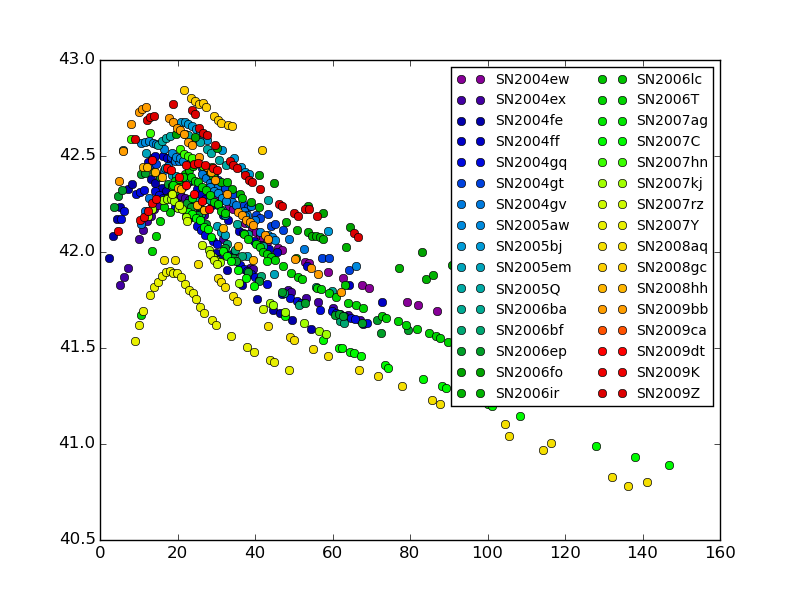 43.0
42.5
42.0
41.5
41.0
40.5
0 20 40 60 80 100 120 140 160
SN2004ew
SN2004ex
SN2004fe
SN2004ff
SN2004gq
SN2004gt
SN2004gv
SN2005aw
SN2005bj
SN2005em
SN2005Q
SN2006ba
SN2006bf
SN2006ep
SN2006fo
SN2006ir
SN2006lc
SN2006T
SN2007ag
SN2007C
SN2007hn
SN2007kj
SN2007rz
SN2007Y
SN2008aq
SN2008gc
SN2008hh
SN2009bb
SN2009ca
SN2009dt
SN2009K
SN2009Z